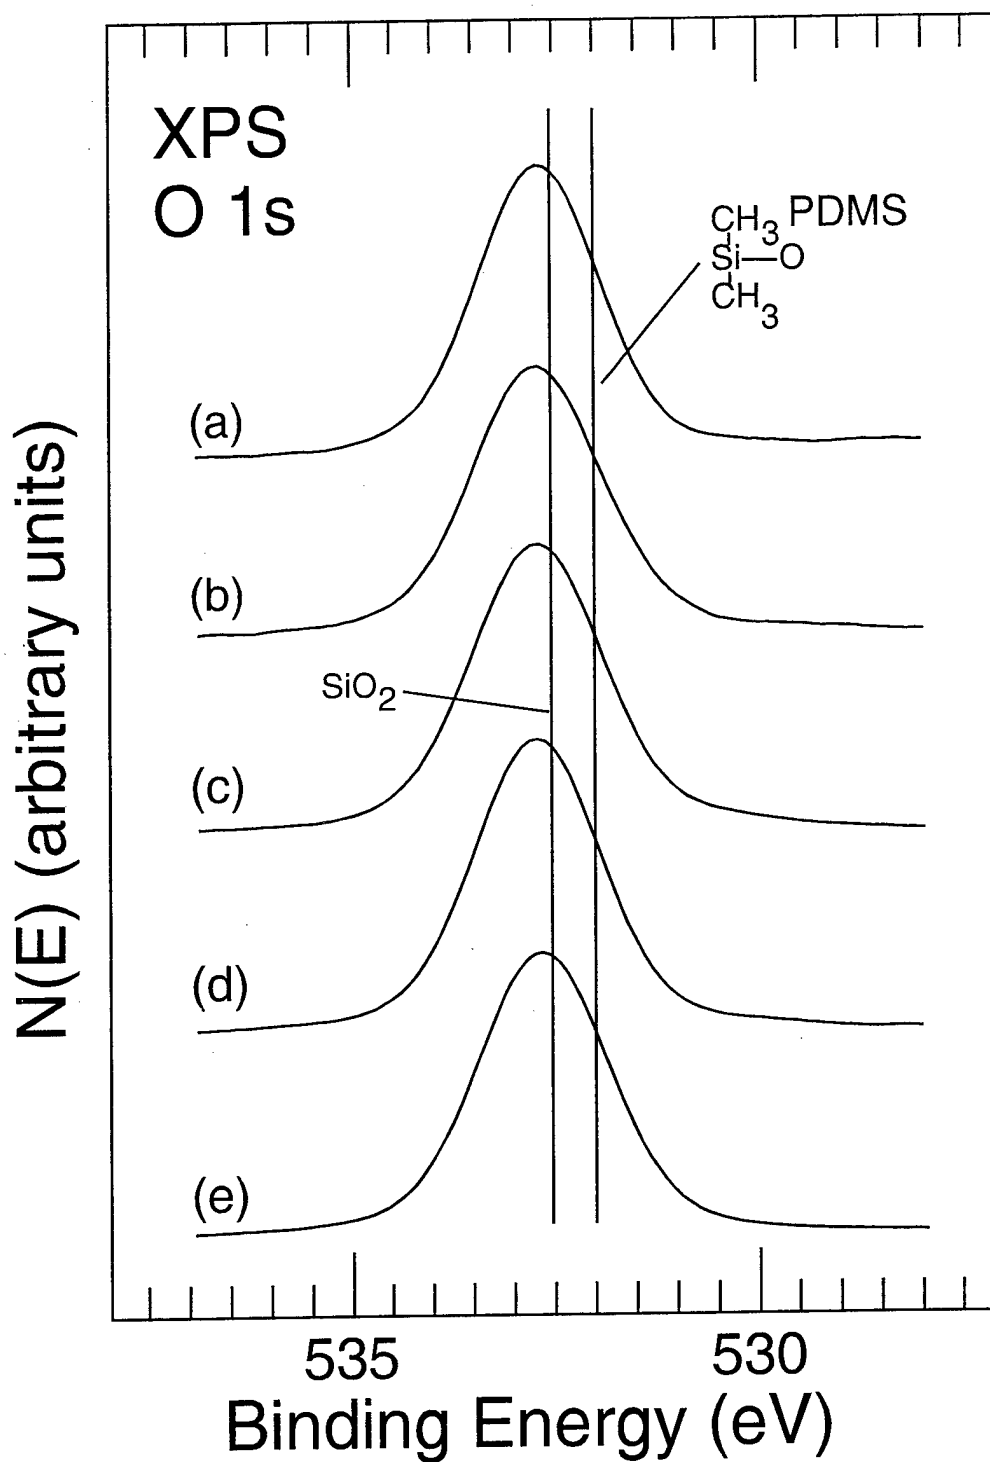 XPS
O 1s
CH3 PDMS
Si—O
CH3
(a)
(b)
SiO2
(c)
(d)
(e)
N(E) (arbitrary units)
535 530
Binding Energy (eV)